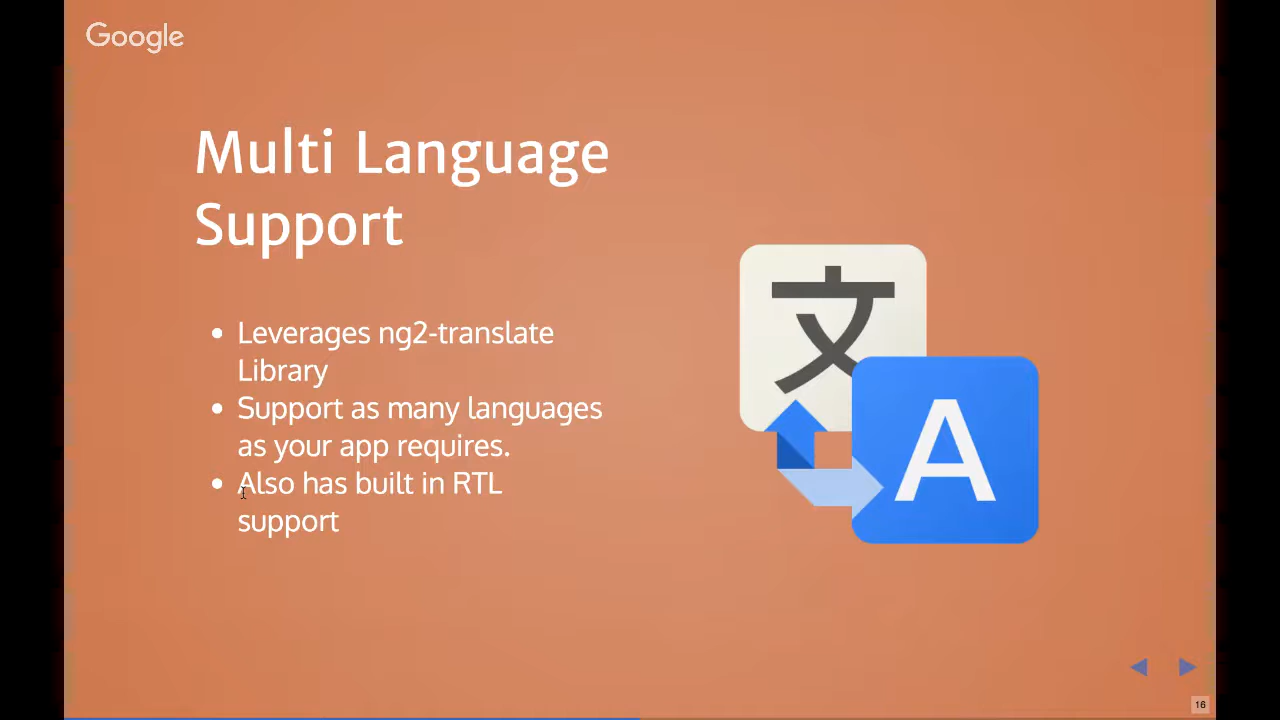 Google
Multi Language
Support
Leverages ng2-translate
Library
Support as many languages
as your app requires.
Also has built in RTL
support
文
A
16